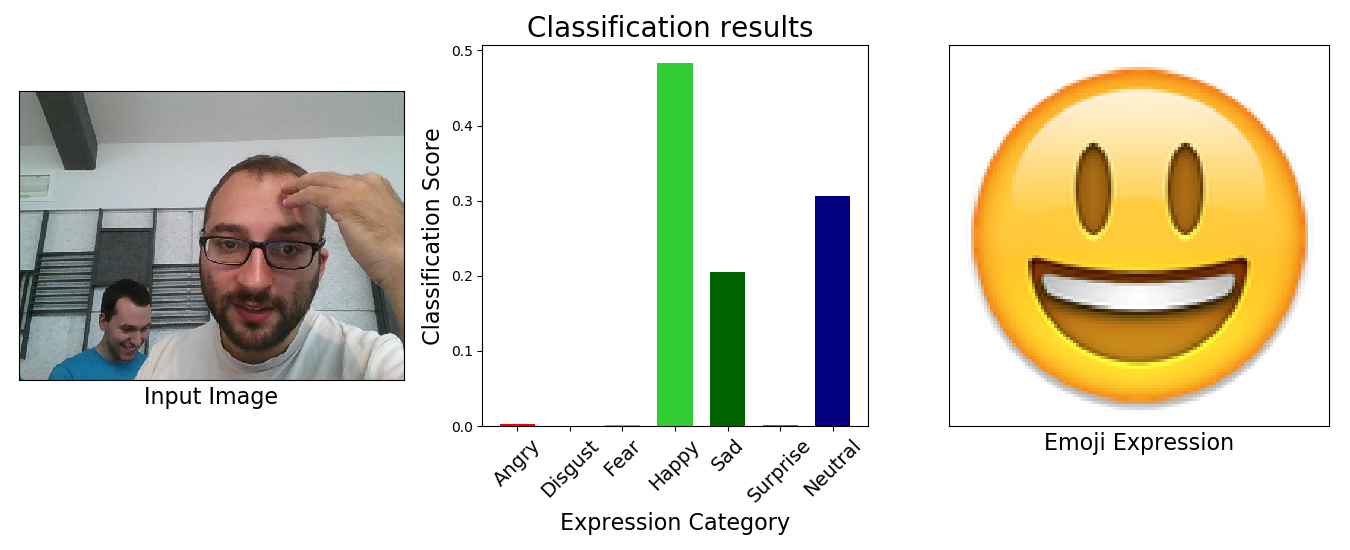 Classification results
Input Image
Classification Score
0.5
0.4
0.3
0.2
0.1
0.0
Angry
Disgust
Fear
Happy
Sad
Surprise
Neutral
Expression Category
Emoji Expression